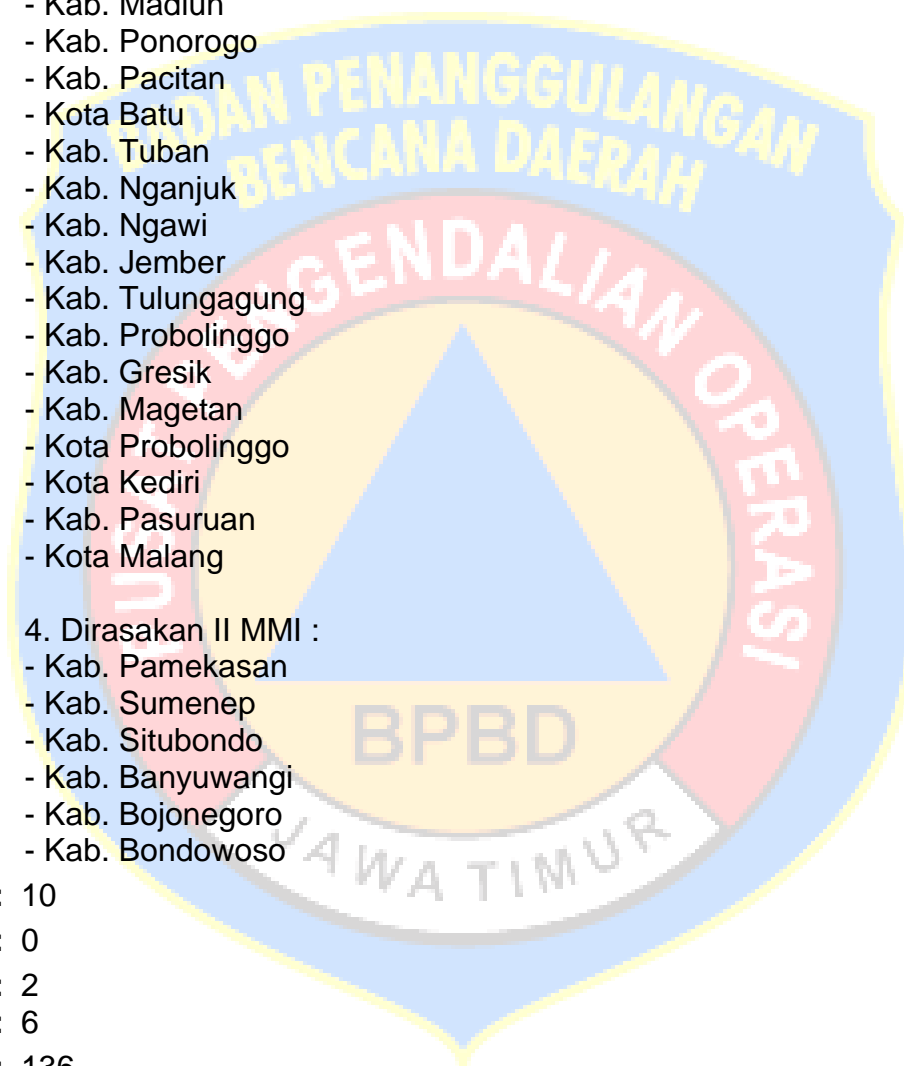 - Kab. Madiun
- Kab. Ponorogo
- Kab. Pacitan
- Kota Batu
- Kab. Tuban
- Kab. Nganjuk
- Kab. Ngawi
- Kab. Jember
- Kab. Tulungagung
- Kab. Probolinggo
- Kab. Gresik
- Kab. Magetan
- Kota Probolinggo
- Kota Kediri
- Kab. Pasuruan
- Kota Malang
4. Dirasakan II MMI :
- Kab. Pamekasan
- Kab. Sumenep
- Kab. Situbondo
- Kab. Banyuwangi
- Kab. Bojonegoro
- Kab. Bondowoso
: 10
: 0
: 2
: 6
: 136
BADAN PENANGGULANGAN
BENCANA DAERAH
PUSAT PENGENDALIAN OPERASI
BPBD
JAWA TIMUR